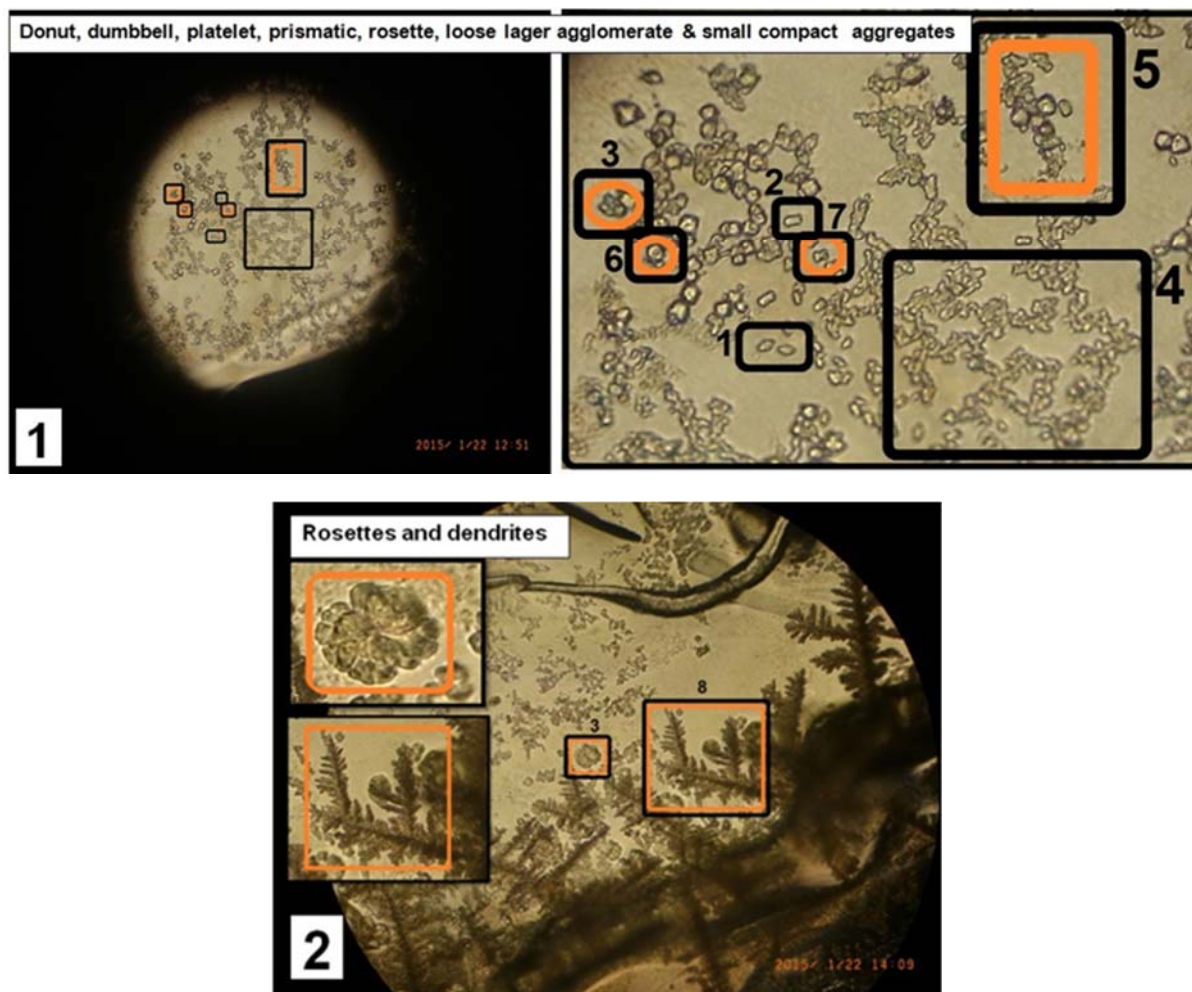 Donut, dumbbell, platelet, prismatic, rosette, loose lager agglomerate & small compact aggregates
1
2015/ 1/22 12:51
5
3
2
7
6
4
1
Rosettes and dendrites
8
3
2
2015/ 1/22 14:09